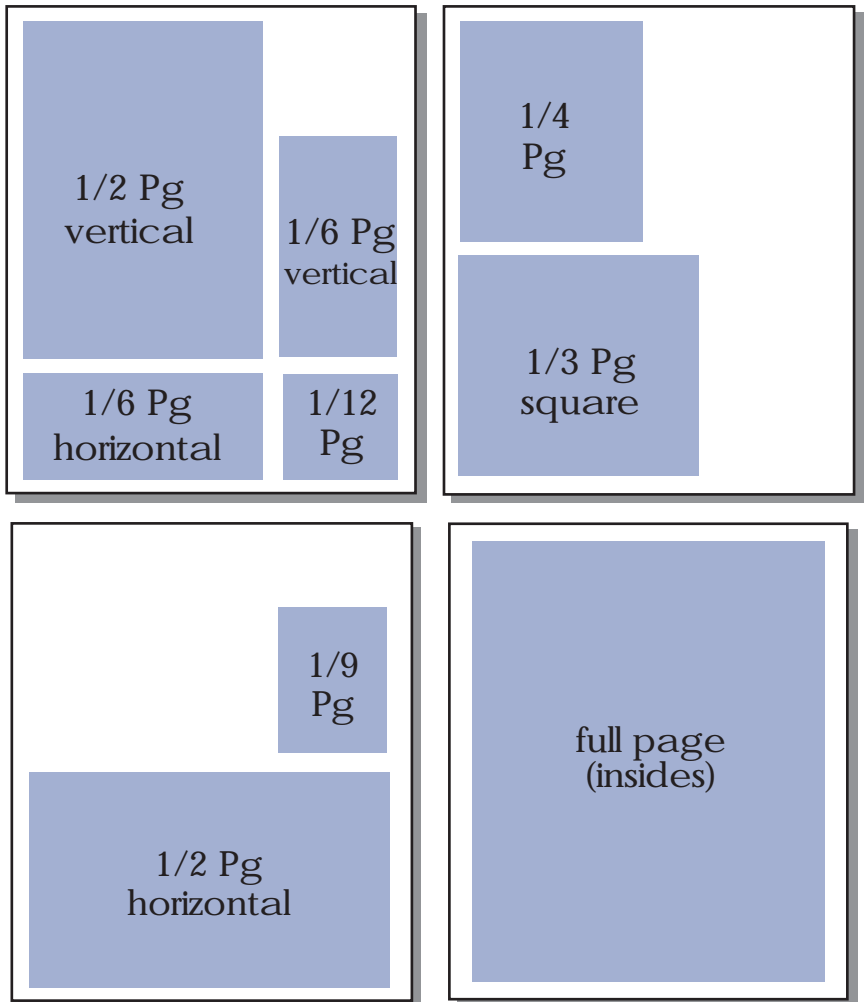 1/2 Pg
vertical
1/6 Pg
vertical
1/6 Pg
horizontal
1/12
Pg
1/4
Pg
1/3 Pg
square
1/9
Pg
1/2 Pg
horizontal
full page
(insides)